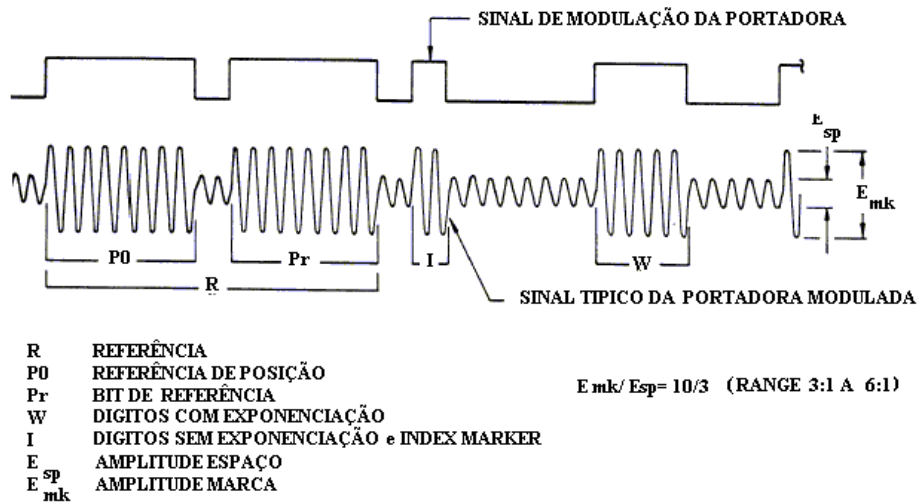 SINAL DE MODULAÇÃO DA PORTADORA
E sp
E mk
P0
Pr
I
W
R
SINAL TIPICO DA PORTADORA MODULADA
R REFERÊNCIA
P0 REFERÊNCIA DE POSIÇÃO
Pr BIT DE REFERÊNCIA
W DIGITOS COM EXPONENCIAÇÃO
I DIGITOS SEM EXPONENCIAÇÃO e INDEX MARKER
E sp AMPLITUDE ESPAÇO
E mk AMPLITUDE MARCA
E mk/ Esp= 10/3 (RANGE 3:1 A 6:1)